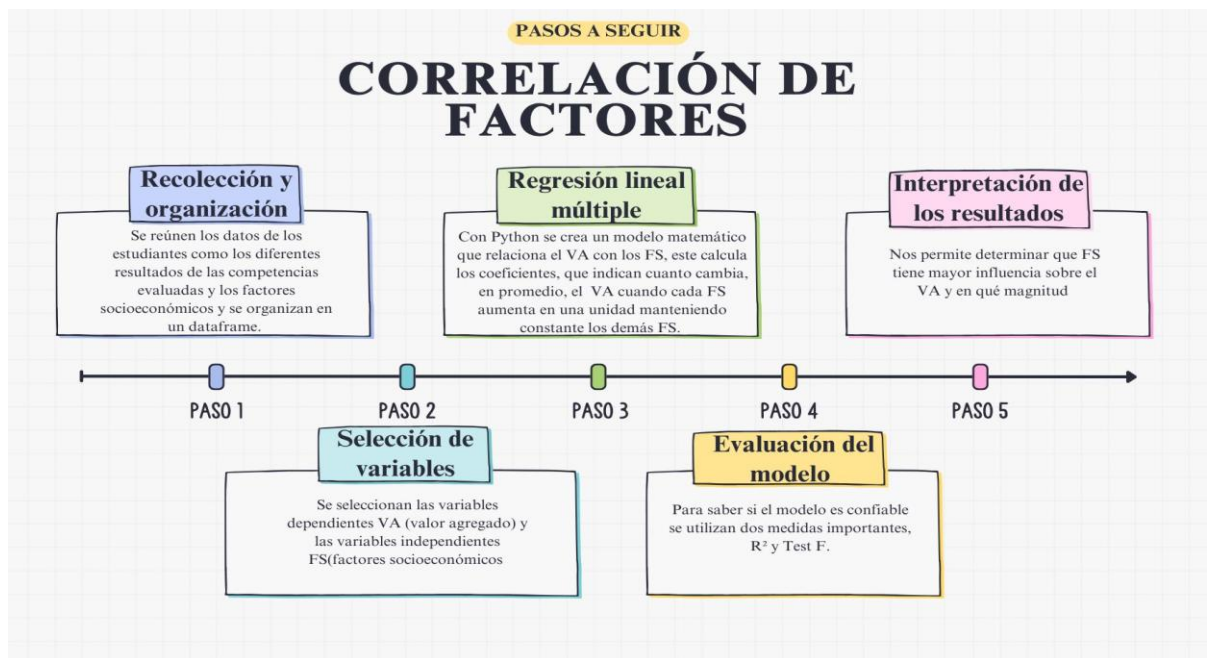 PASOS A SEGUIR
CORRELACIÓN DE
FACTORES
Recolección y
organización
Se reúnen los datos de los
estudiantes como los diferentes
resultados de las competencias
evaluadas y los factores
socioeconómicos y se organizan en
un dataframe.
Regresión lineal
múltiple
Con Python se crea un modelo matemático
que relaciona el VA con los FS, este calcula
los coeficientes, que indican cuanto cambia,
en promedio, el VA cuando cada FS
aumenta en una unidad manteniendo
constante los demás FS.
Interpretación de
los resultados
Nos permite determinar que FS
tiene mayor influencia sobre el
VA y en qué magnitud
PASO 1
PASO 2
PASO 3
PASO 4
PASO 5
Selección de
variables
Se seleccionan las variables
dependientes VA (valor agregado) y
las variables independientes
FS(factores socioeconómicos
Evaluación del
modelo
Para saber si el modelo es confiable
se utilizan dos medidas importantes,
R² y Test F.